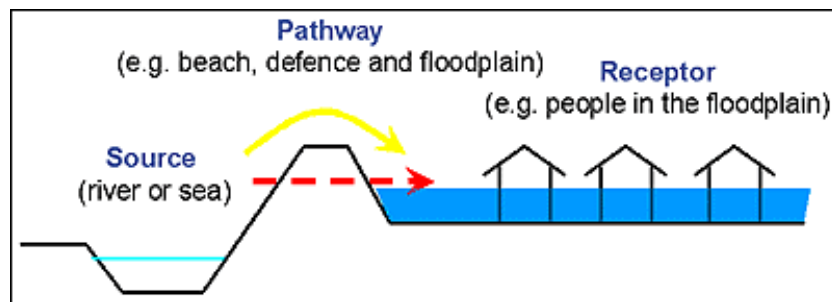 Pathway
(e.g. beach, defence and floodplain)
Receptor
(e.g. people in the floodplain)
Source
(river or sea)